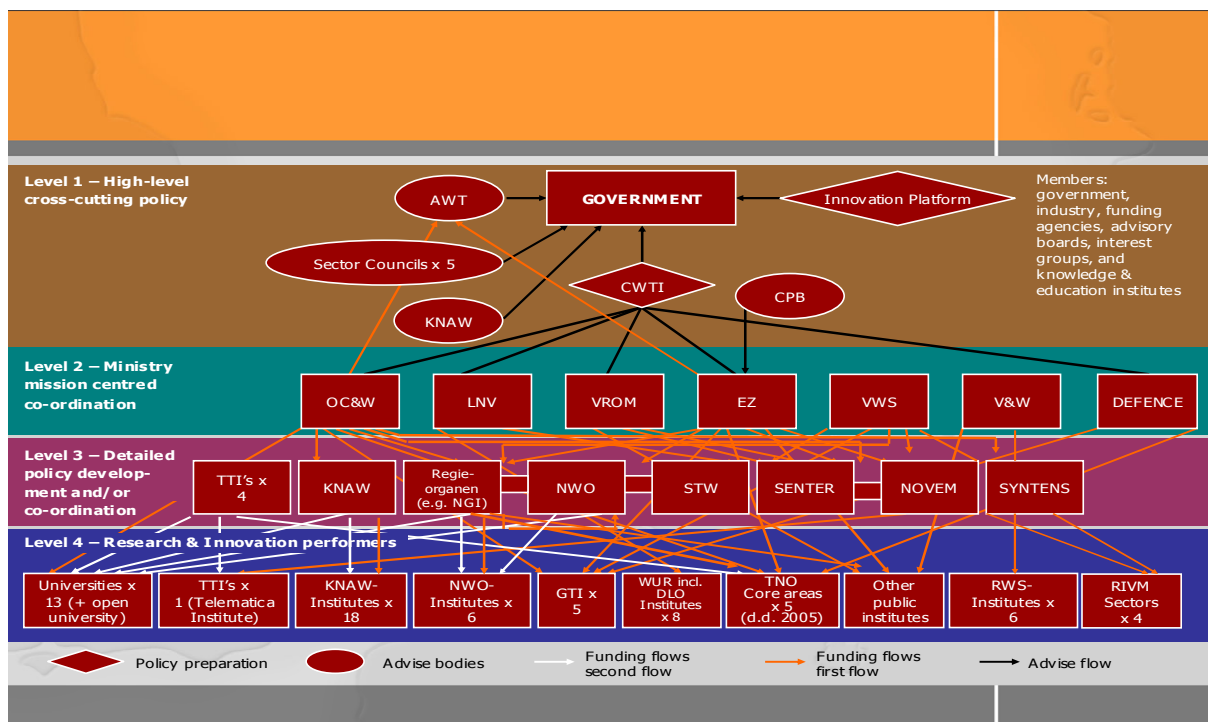 Level 1 – High-level
cross-cutting policy
AWT
GOVERNMENT
Innovation Platform
Members:
government,
industry, funding
agencies, advisory
boards, interest
groups, and
knowledge &
education institutes
Sector Councils x 5
CWTI
CPB
KNAW
Level 2 – Ministry
mission centred
co-ordination
OC&W
LNV
VROM
EZ
VWS
V&W
DEFENCE
Level 3 – Detailed
policy develop-
ment and/or
co-ordination
TTI's x
4
KNAW
Regie-
organen
(e.g. NGI)
NWO
STW
SENTER
NOVEM
SYNTENS
Level 4 – Research & Innovation performers
Universities x
13 (+ open
university)
TTI's x
1 (Telematica
Institute)
KNAW-
Institutes x
18
NWO-
Institutes x
6
GTI x
5
WUR incl.
DLO
Institutes
x 8
TNO
Core areas
x 5
(d.d. 2005)
Other
public
institutes
RWS-
Institutes x
6
RIVM
Sectors
x 4
Policy preparation
Advise bodies
Funding flows
second flow
Funding flows
first flow
Advise flow